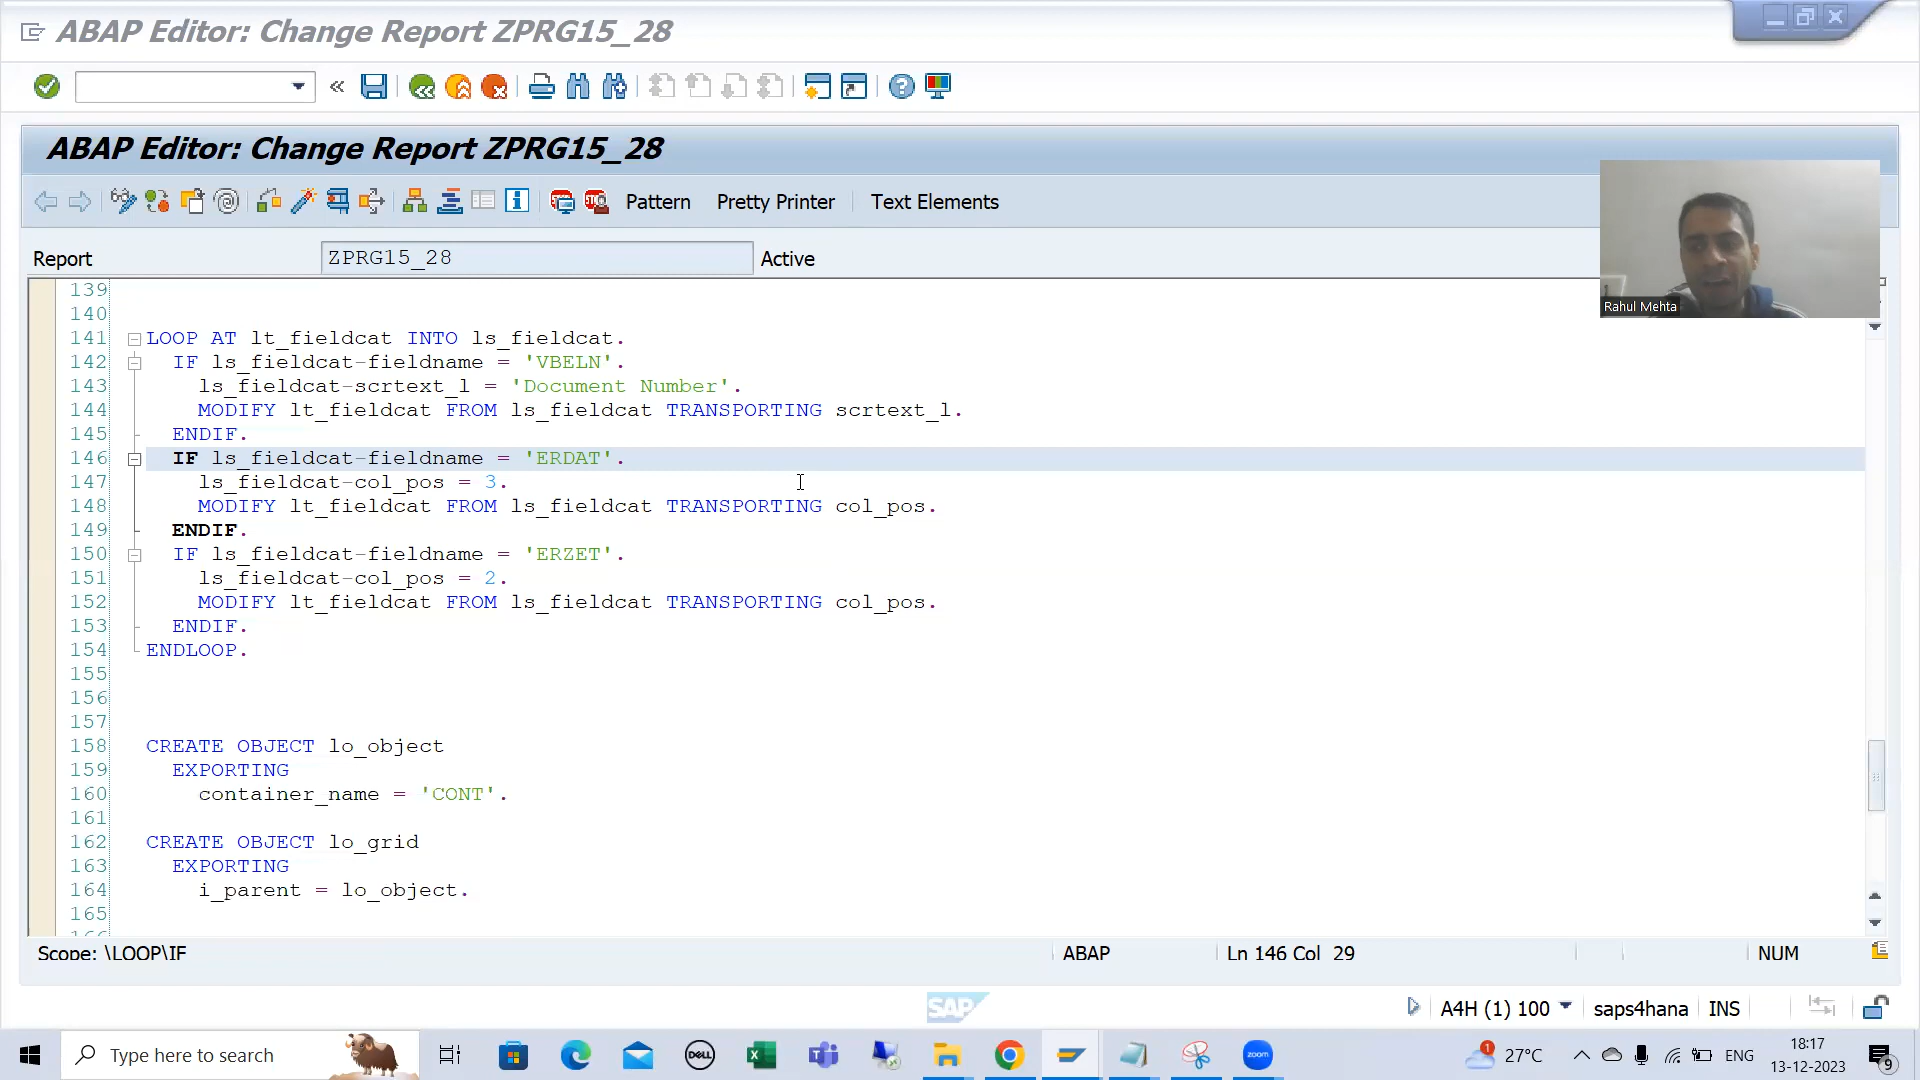 ABAP Editor: Change Report ZPRG15_28
ABAP Editor: Change Report ZPRG15_28
Pattern Pretty Printer Text Elements
Report ZPRG15_28 Active
Rahul Mehta
139
140
141 LOOP AT lt_fieldcat INTO ls_fieldcat.
142 IF ls_fieldcat-fieldname = 'VBELN'.
143 ls_fieldcat-scrtext_l = 'Document Number'.
144 MODIFY lt_fieldcat FROM ls_fieldcat TRANSPORTING scrtext_l.
145 ENDIF.
146 IF ls_fieldcat-fieldname = 'ERDAT'.
147 ls_fieldcat-col_pos = 3.
148 MODIFY lt_fieldcat FROM ls_fieldcat TRANSPORTING col_pos.
149 ENDIF.
150 IF ls_fieldcat-fieldname = 'ERZET'.
151 ls_fieldcat-col_pos = 2.
152 MODIFY lt_fieldcat FROM ls_fieldcat TRANSPORTING col_pos.
153 ENDIF.
154 ENDLOOP.
155
156
157
158 CREATE OBJECT lo_object
159 EXPORTING
160 container_name = 'CONT'.
161
162 CREATE OBJECT lo_grid
163 EXPORTING
164 i_parent = lo_object.
165
Scope: \LOOP\IF ABAP Ln 146 Col 29 NUM
SAP A4H (1) 100 saps4hana INS
Type here to search DELL zoom 1 27°C ENG 18:17
13-12-2023 9